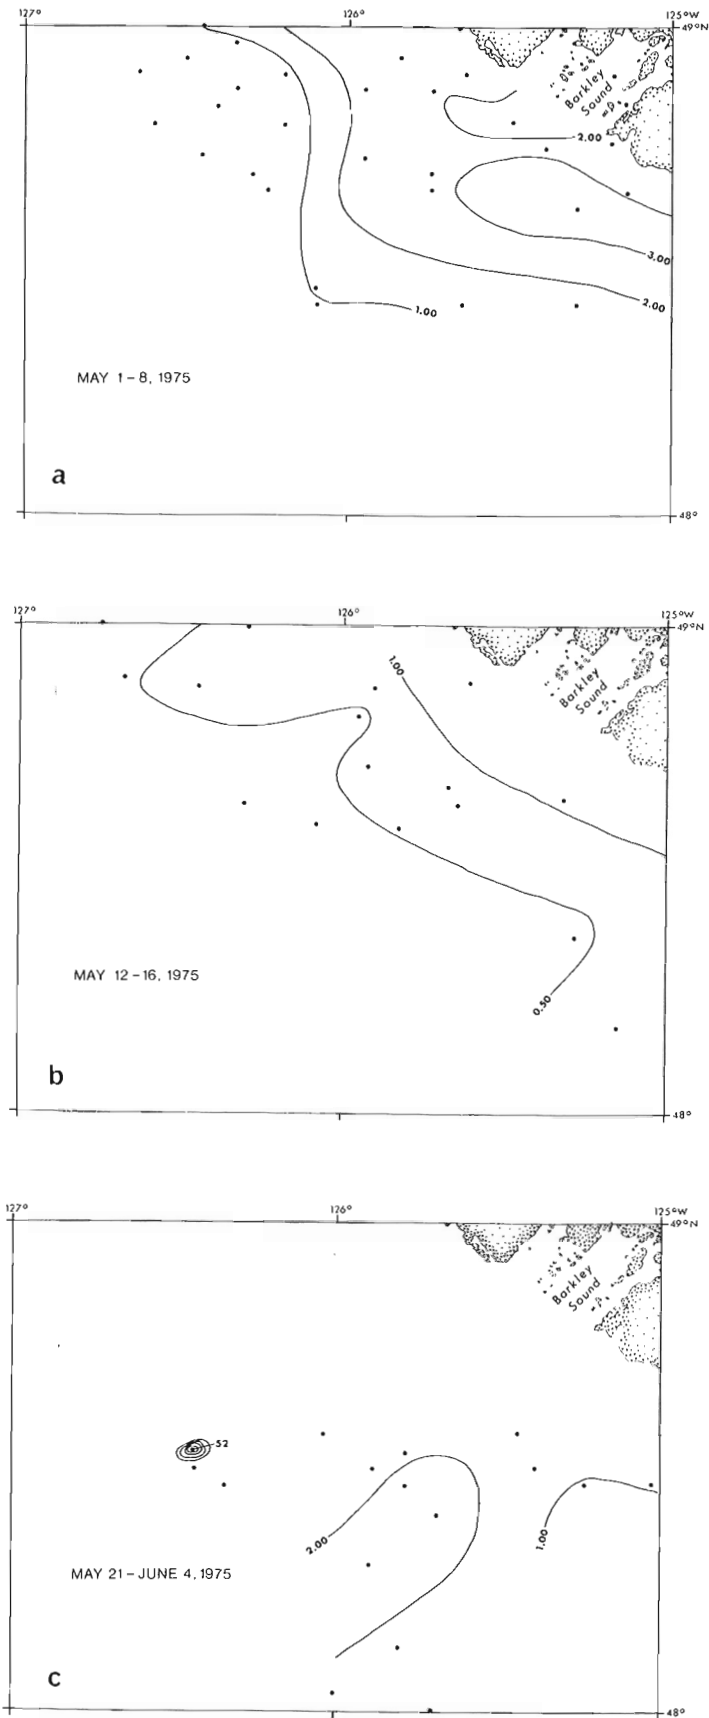 127°
126°
125°W
49°N
Barkley
Sound
2.00
3.00
2.00
1.00
MAY 1-8, 1975
a
48°
127°
126°
125°W
49°N
1.00
Barkley
Sound
MAY 12-16, 1975
0.50
b
48°
127°
126°
125°W
49°N
Barkley
Sound
52
2.00
1.00
MAY 21-JUNE 4, 1975
c
48°